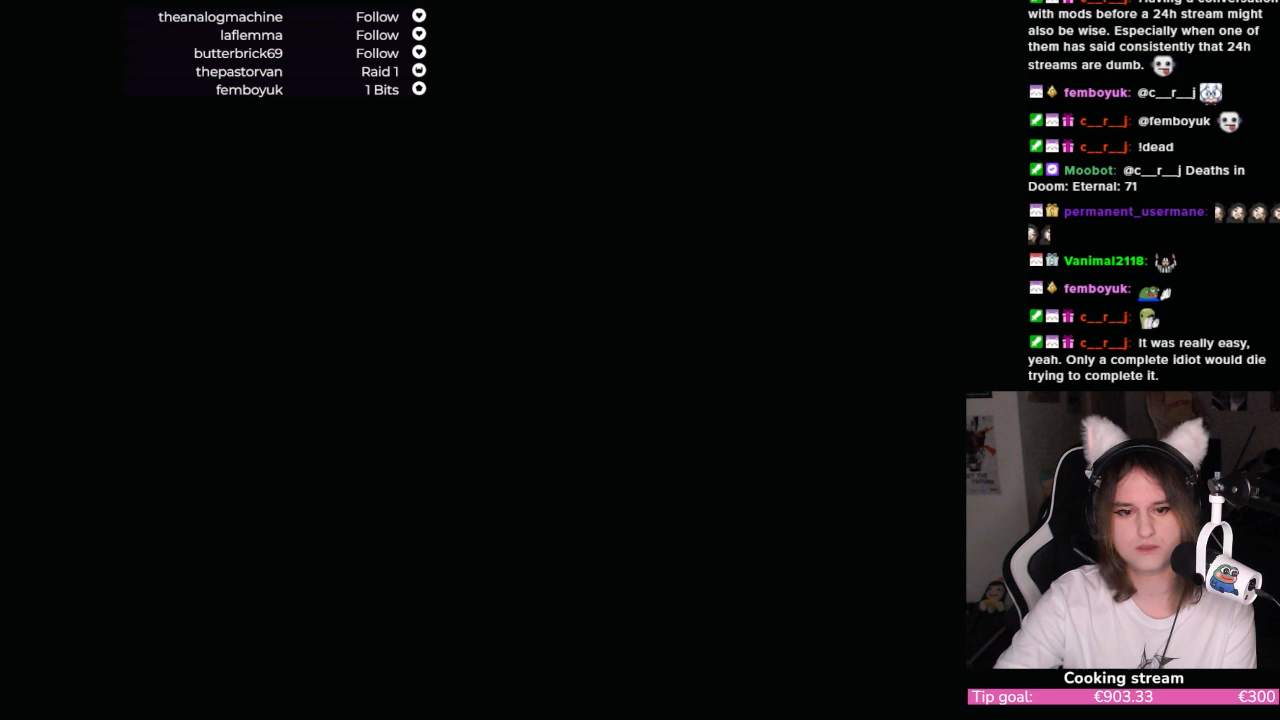 theanalogmachine Follow
laflemma Follow
butterbrick69 Follow
thepastorvan Raid 1
femboyuk 1 Bits
c__r__j: Having a conversation
with mods before a 24h stream might
also be wise. Especially when one of
them has said consistently that 24h
streams are dumb.
femboyuk: @c__r__j
c__r__j: @femboyuk
c__r__j: !dead
Moobot: @c__r__j Deaths in
Doom: Eternal: 71
permanent_usermane:
Vanimal2118:
femboyuk:
c__r__j:
c__r__j: It was really easy,
yeah. Only a complete idiot would die
trying to complete it.
Cooking stream
Tip goal: €903.33 €300